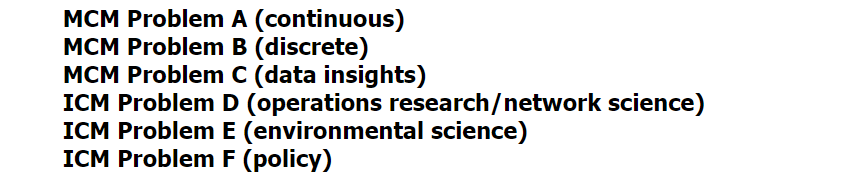 MCM Problem A (continuous)
MCM Problem B (discrete)
MCM Problem C (data insights)
ICM Problem D (operations research/network science)
ICM Problem E (environmental science)
ICM Problem F (policy)